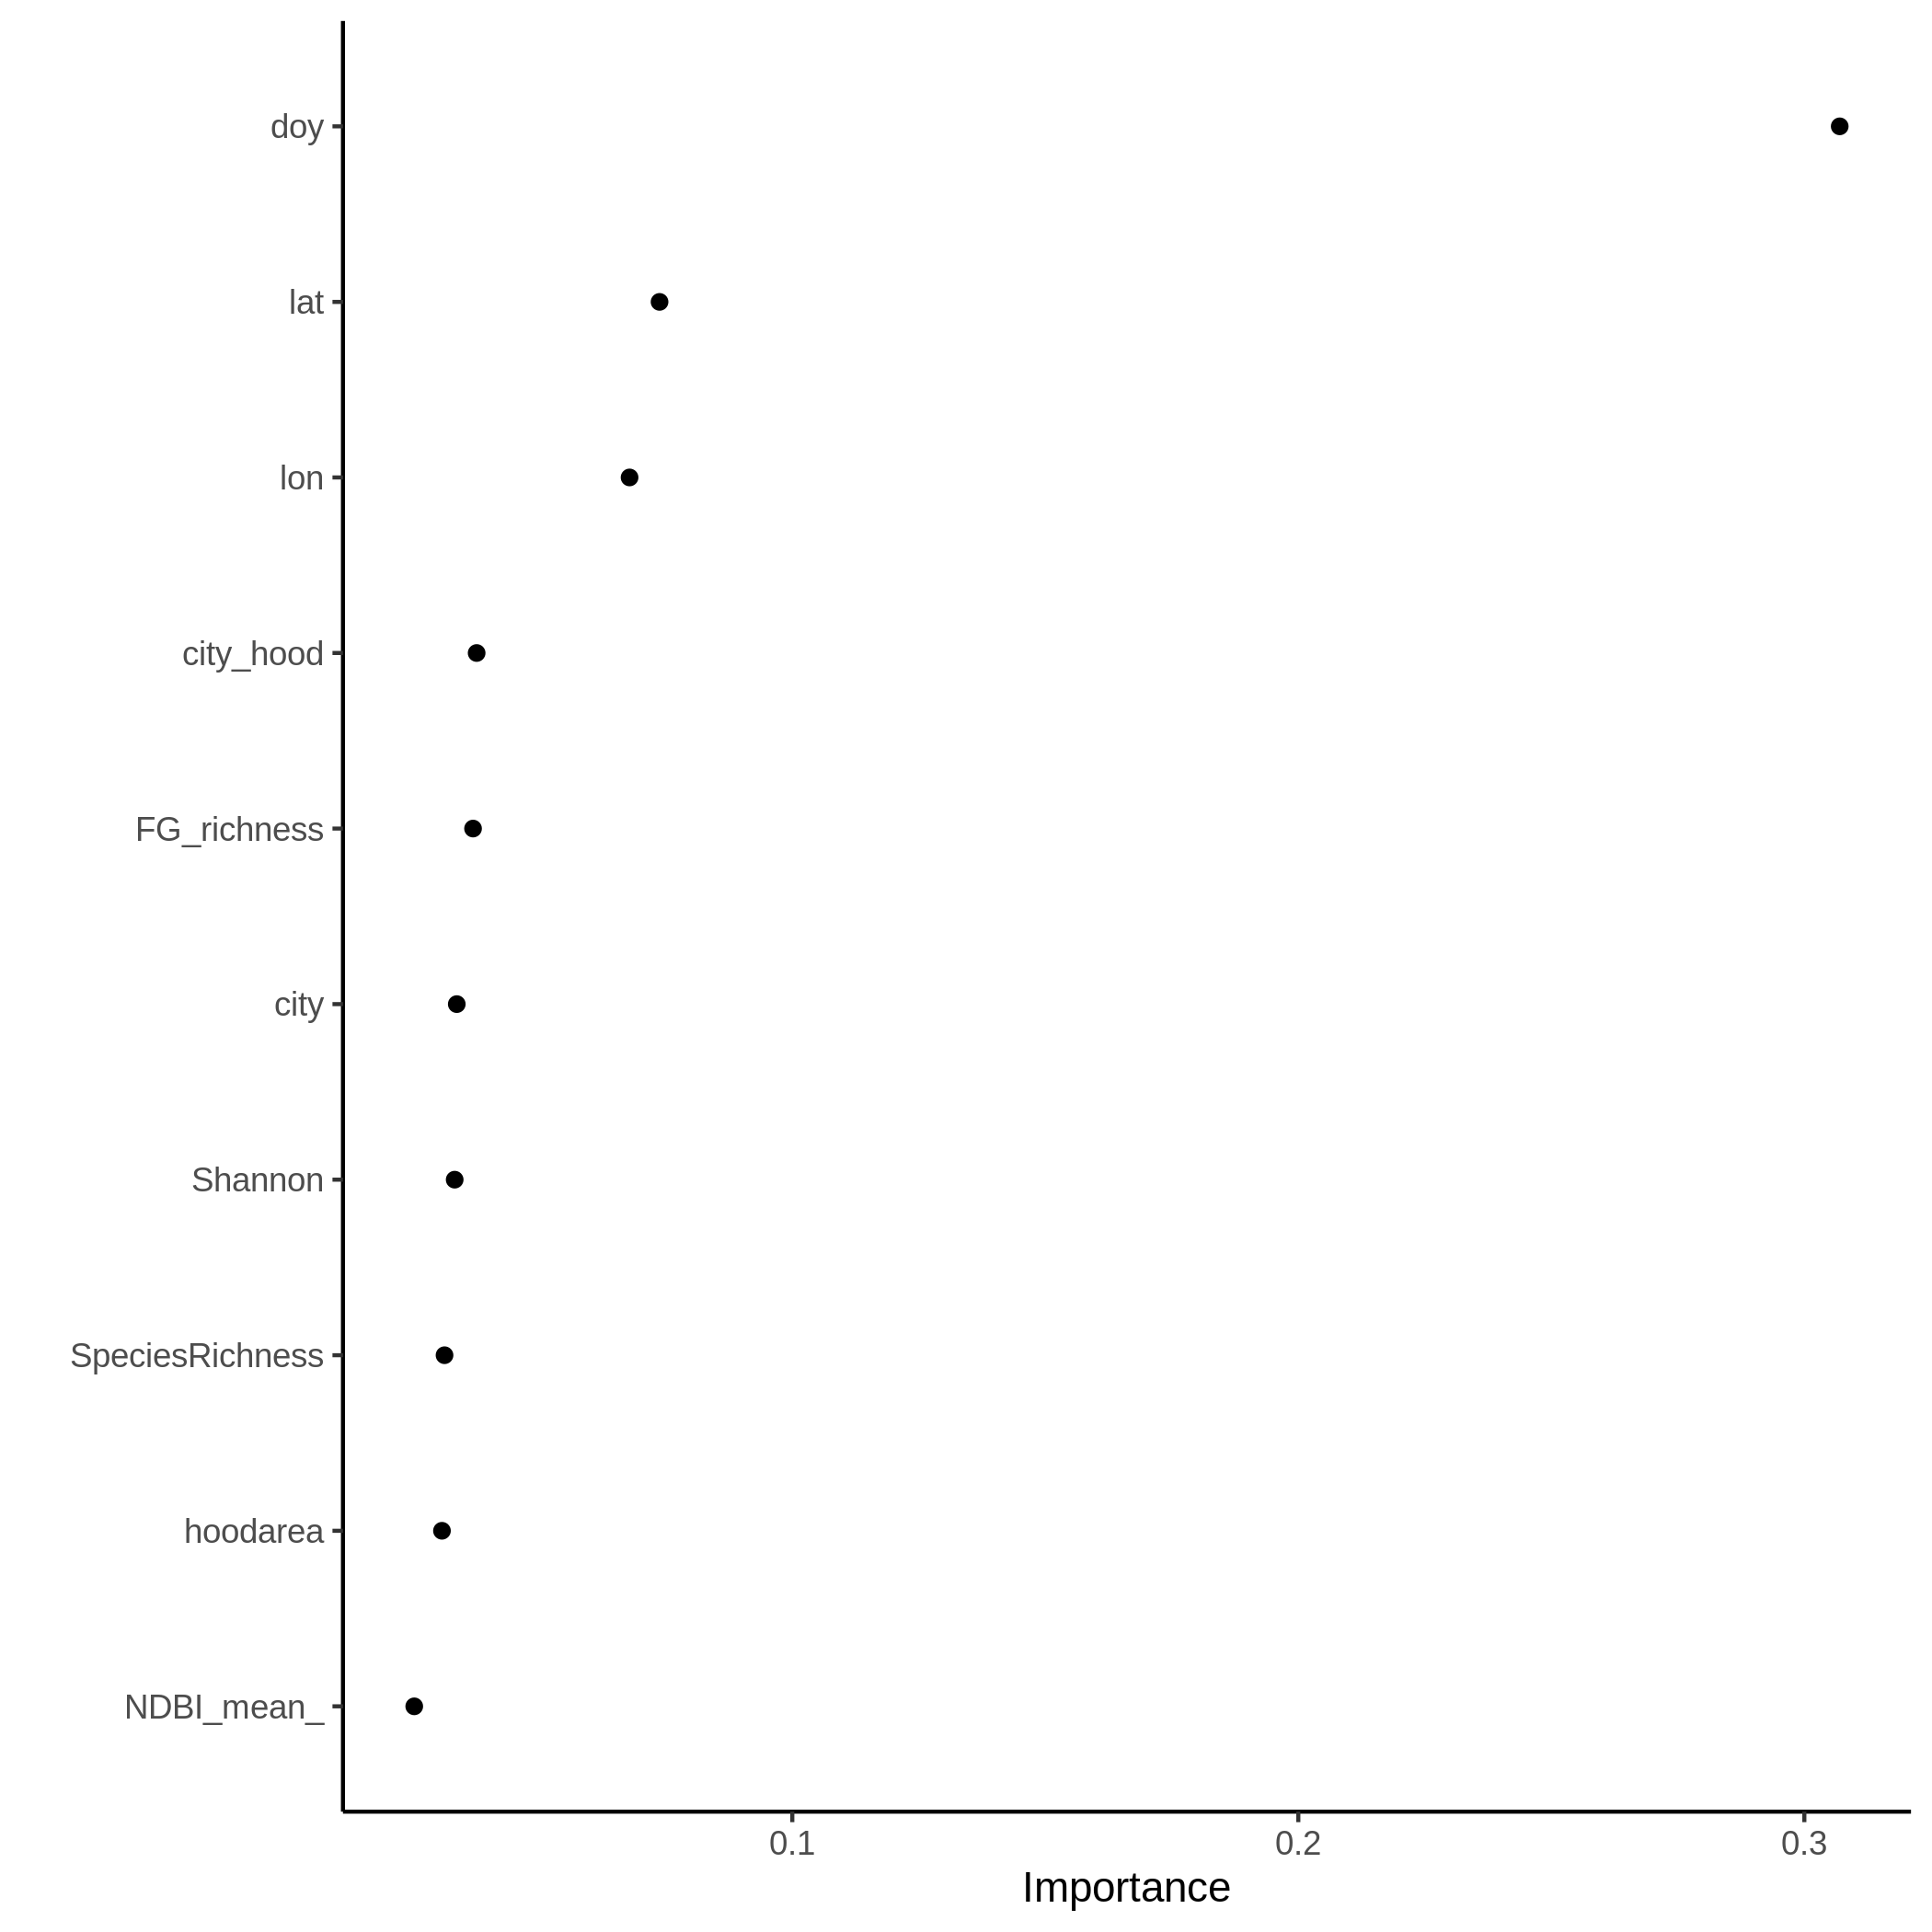 doy
lat
lon
city_hood
FG_richness
city
Shannon
SpeciesRichness
hoodarea
NDBI_mean_
0.1 0.2 0.3
Importance